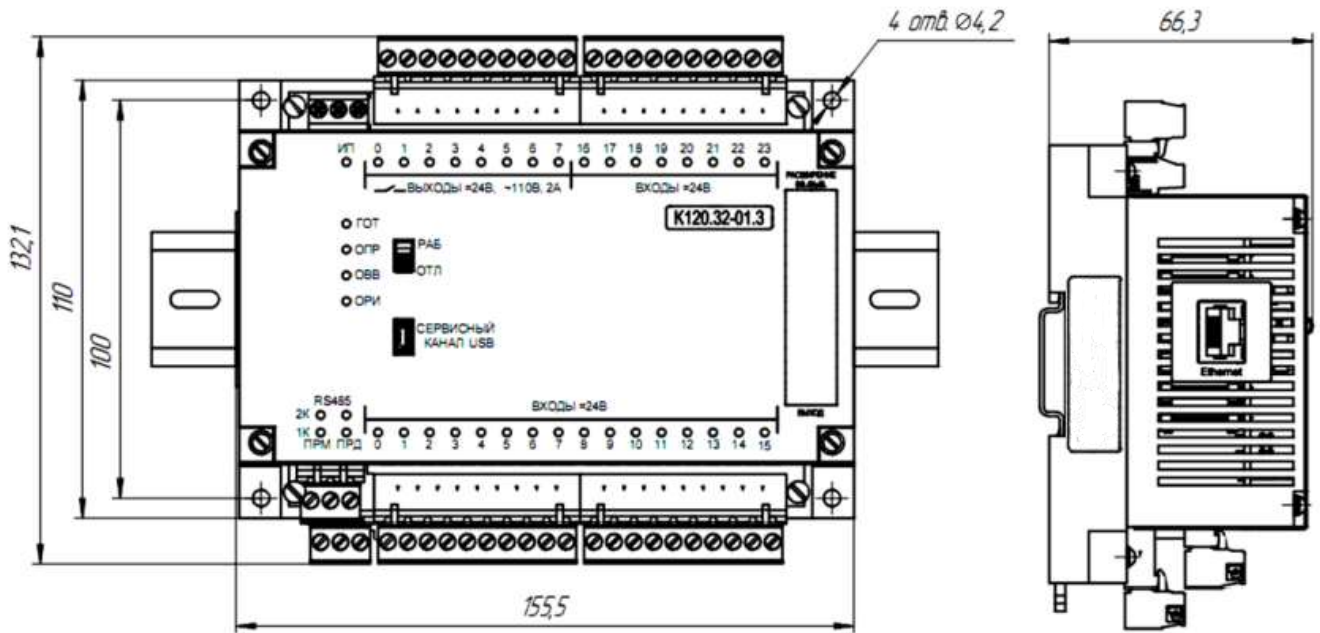 4 отв. ⌀4,2
66,3
132,1
110
100
155,5
ИП 0 1 2 3 4 5 6 7 16 17 18 19 20 21 22 23
ВЫХОДЫ =24В, ~110В, 2А
ВХОДЫ =24В
РАСШИРЕНИЕ
К120.32-01.3
ГОТ
ОПР
ОВВ
ОРИ
РАБ
ОТЛ
СЕРВИСНЫЙ
КАНАЛ USB
RS485
2К
1К
ПРМ ПРД
ВХОДЫ =24В
ВЫХОД
0 1 2 3 4 5 6 7 8 9 10 11 12 13 14 15
Ethernet